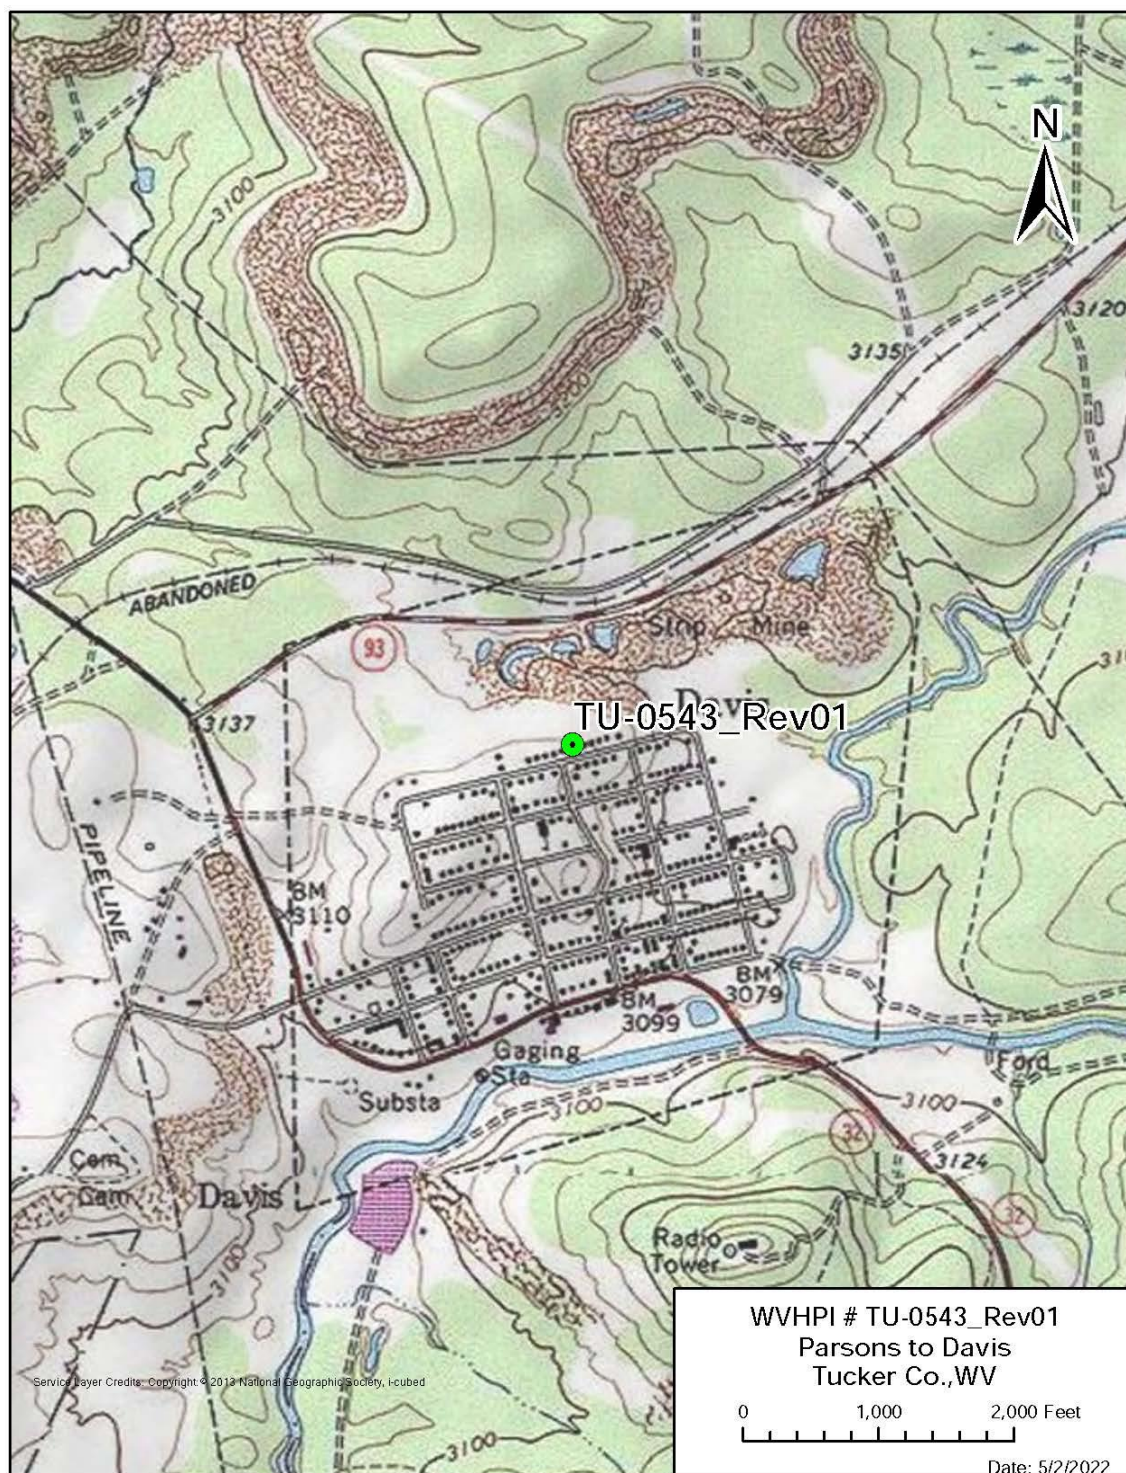 N
3100
3120
3135
ABANDONED
93
Strip Mine
Davis
TU-0543_Rev01
3137
PIPELINE
BM
3110
BM
3079
BM
3099
Gaging
Sta
Ford
Substa
3100
3100
32
3124
Cem
Cem
Davis
32
Radio
Tower
3100
WVHPI # TU-0543_Rev01
Parsons to Davis
Tucker Co.,WV
0 1,000 2,000 Feet
Service Layer Credits: Copyright:© 2013 National Geographic Society, i-cubed
3100
Date: 5/2/2022